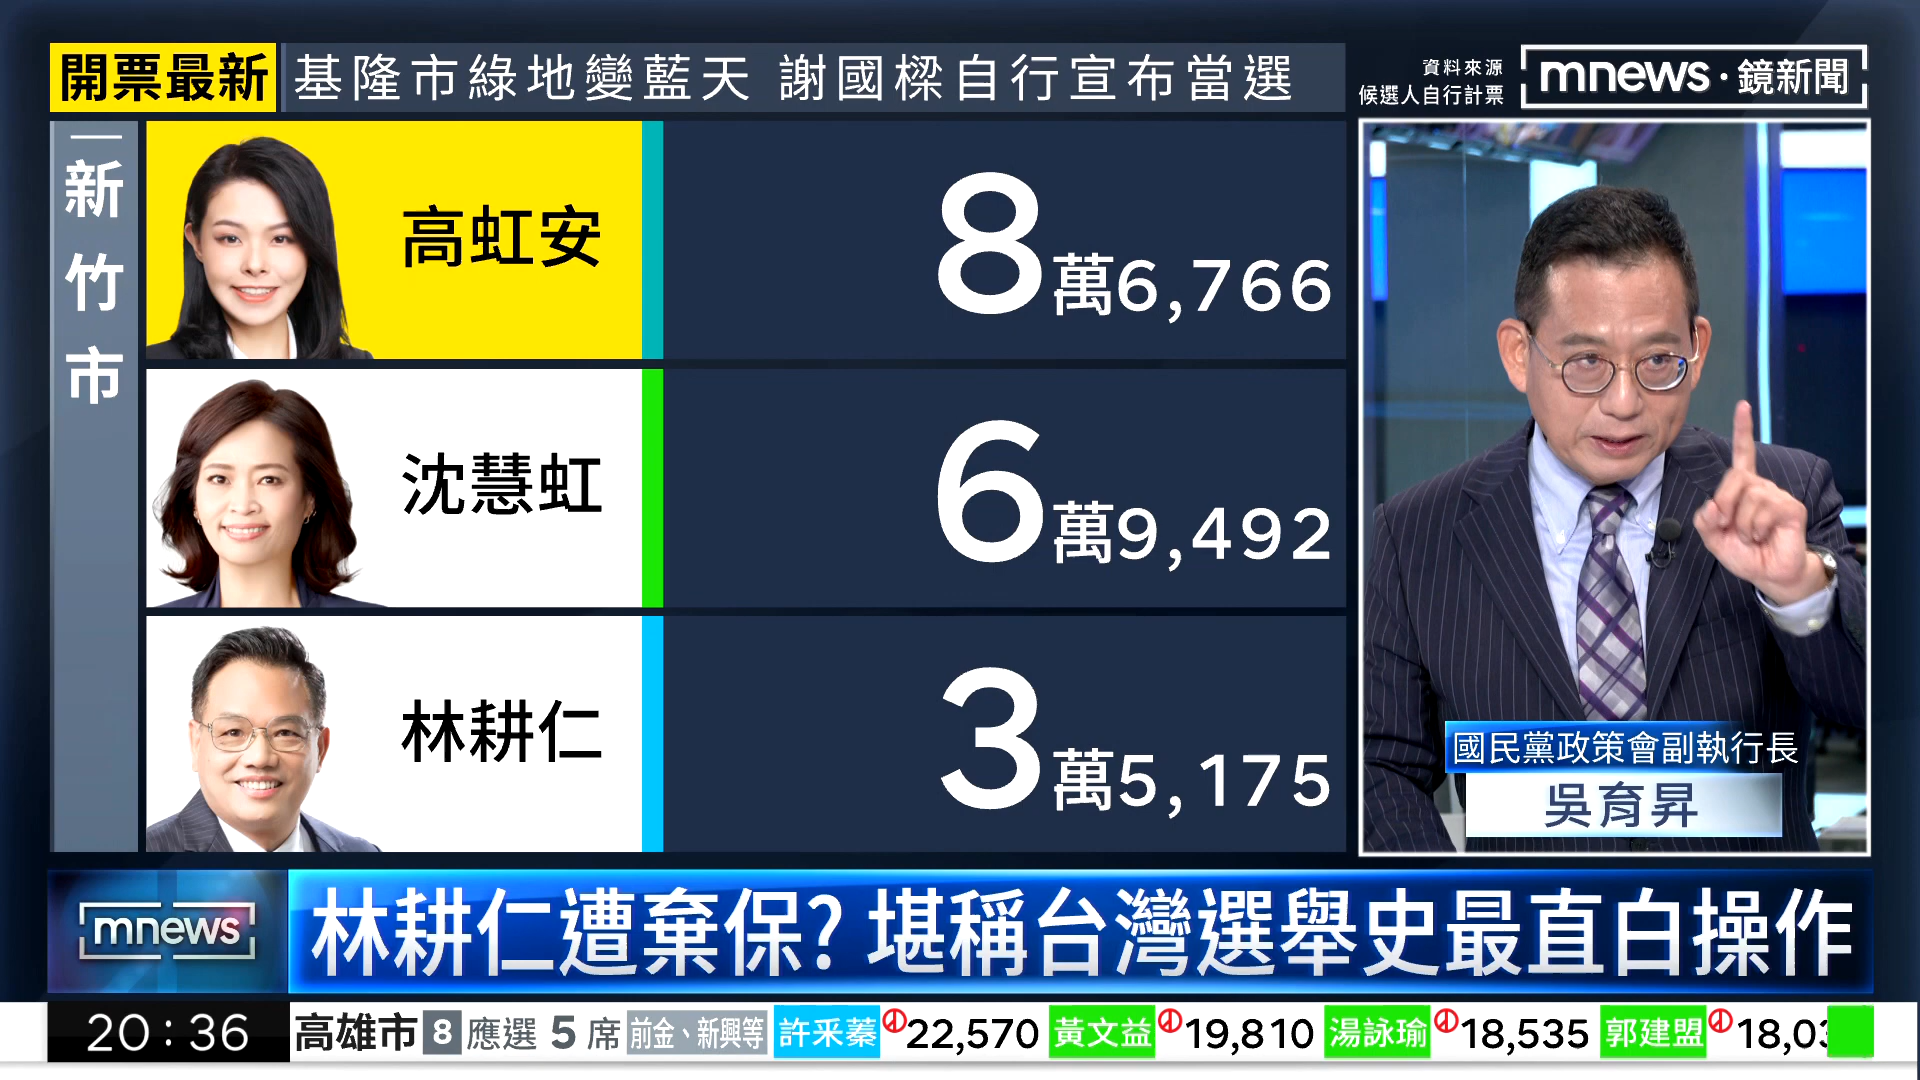 開票最新
基隆市綠地變藍天 謝國樑自行宣布當選
資料來源
候選人自行計票
mnews·鏡新聞
新竹市
高虹安
8萬6,766
沈慧虹
6萬9,492
林耕仁
3萬5,175
國民黨政策會副執行長
吳育昇
mnews
林耕仁遭棄保? 堪稱台灣選舉史最直白操作
20:36
高雄市 8 應選 5 席 前金、新興等 許釆蓁 22,570 黃文益 19,810 湯詠瑜 18,535 郭建盟